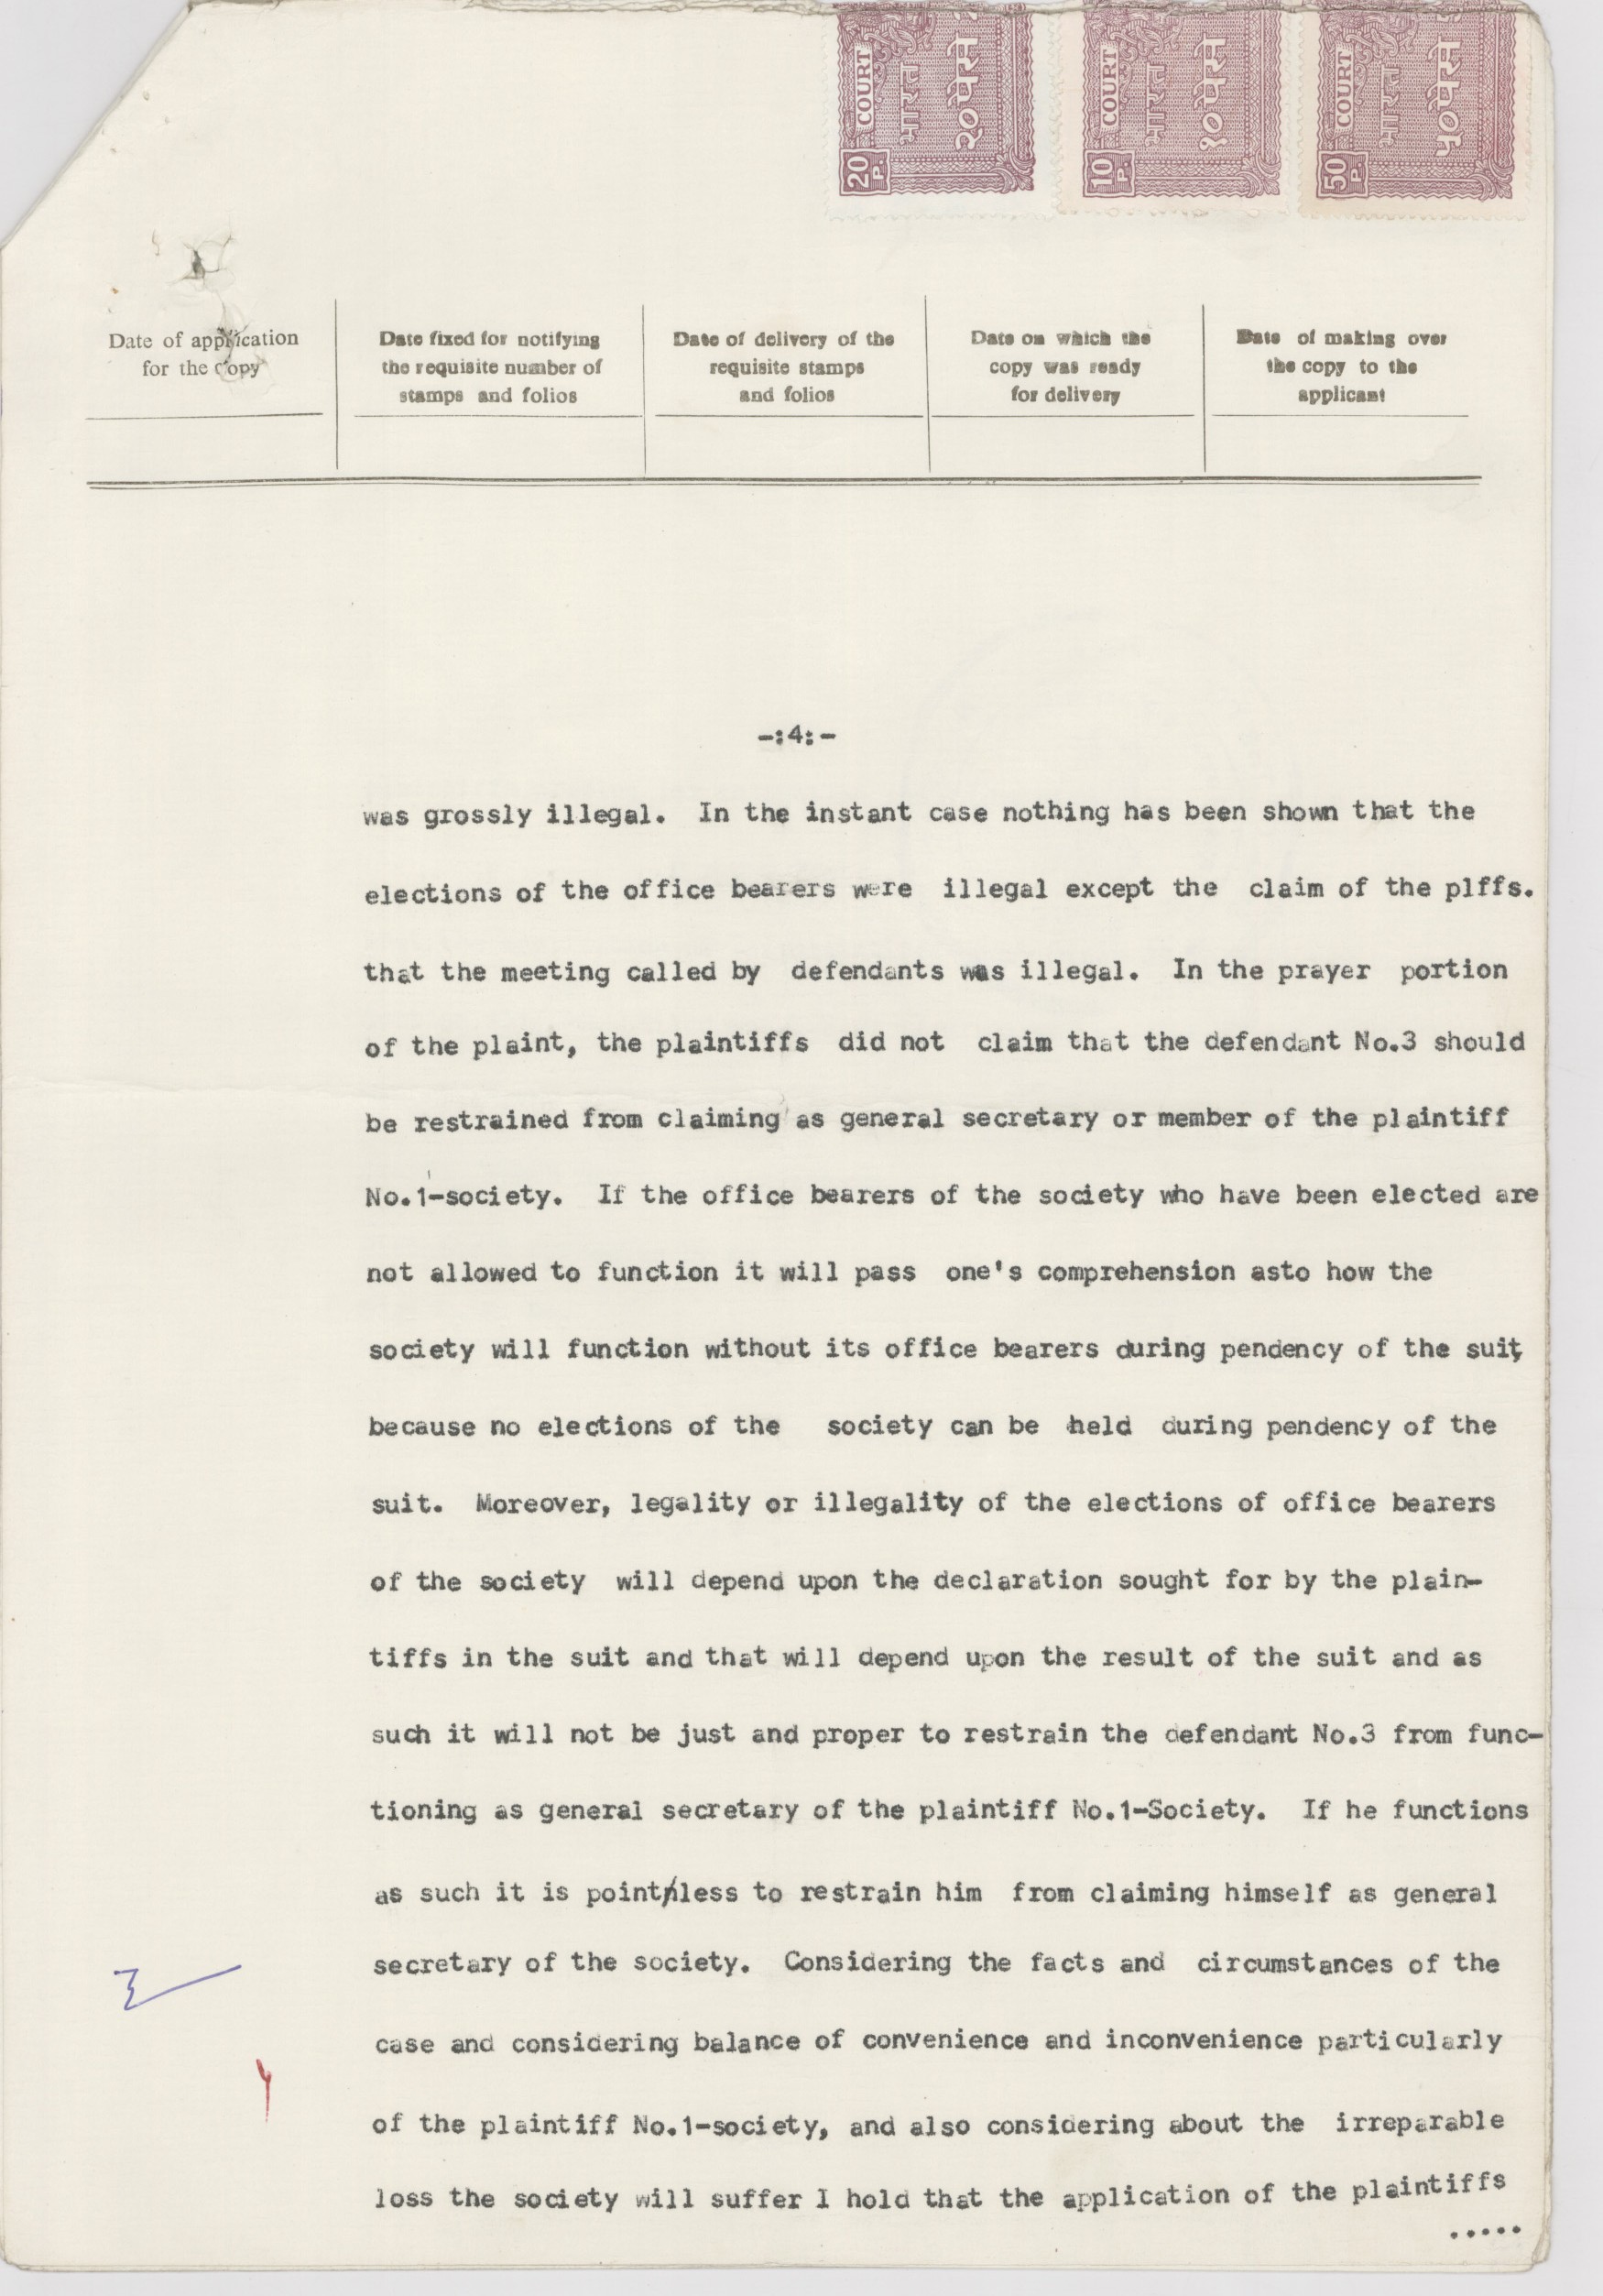 20 P. COURT भारत २० पैसे
10 P. COURT भारत १० पैसे
50 P. COURT भारत ५० पैसे
Date of application
for the copy
Date fixed for notifying
the requisite number of
stamps and folios
Date of delivery of the
requisite stamps
and folios
Date on which the
copy was ready
for delivery
Date of making over
the copy to the
applicant
-:4:-
was grossly illegal. In the instant case nothing has been shown that the
elections of the office bearers were illegal except the claim of the plffs.
that the meeting called by defendants was illegal. In the prayer portion
of the plaint, the plaintiffs did not claim that the defendant No.3 should
be restrained from claiming as general secretary or member of the plaintiff
No.1-society. If the office bearers of the society who have been elected are
not allowed to function it will pass one's comprehension asto how the
society will function without its office bearers during pendency of the suit,
because no elections of the society can be held during pendency of the
suit. Moreover, legality or illegality of the elections of office bearers
of the society will depend upon the declaration sought for by the plain-
tiffs in the suit and that will depend upon the result of the suit and as
such it will not be just and proper to restrain the defendant No.3 from func-
tioning as general secretary of the plaintiff No.1-Society. If he functions
as such it is pointless to restrain him from claiming himself as general
secretary of the society. Considering the facts and circumstances of the
case and considering balance of convenience and inconvenience particularly
of the plaintiff No.1-society, and also considering about the irreparable
loss the society will suffer I hold that the application of the plaintiffs
.....